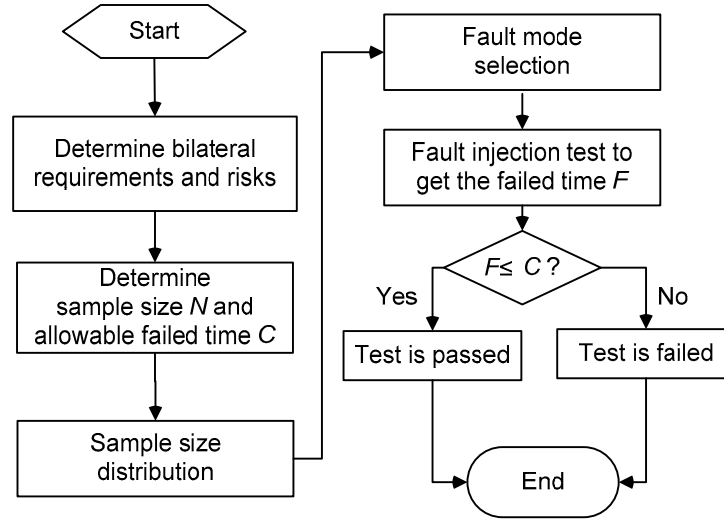 Start
Determine bilateral
requirements and risks
Determine
sample size N and
allowable failed time C
Sample size
distribution
Fault mode
selection
Fault injection test to
get the failed time F
F≤ C ?
Yes
No
Test is passed
Test is failed
End